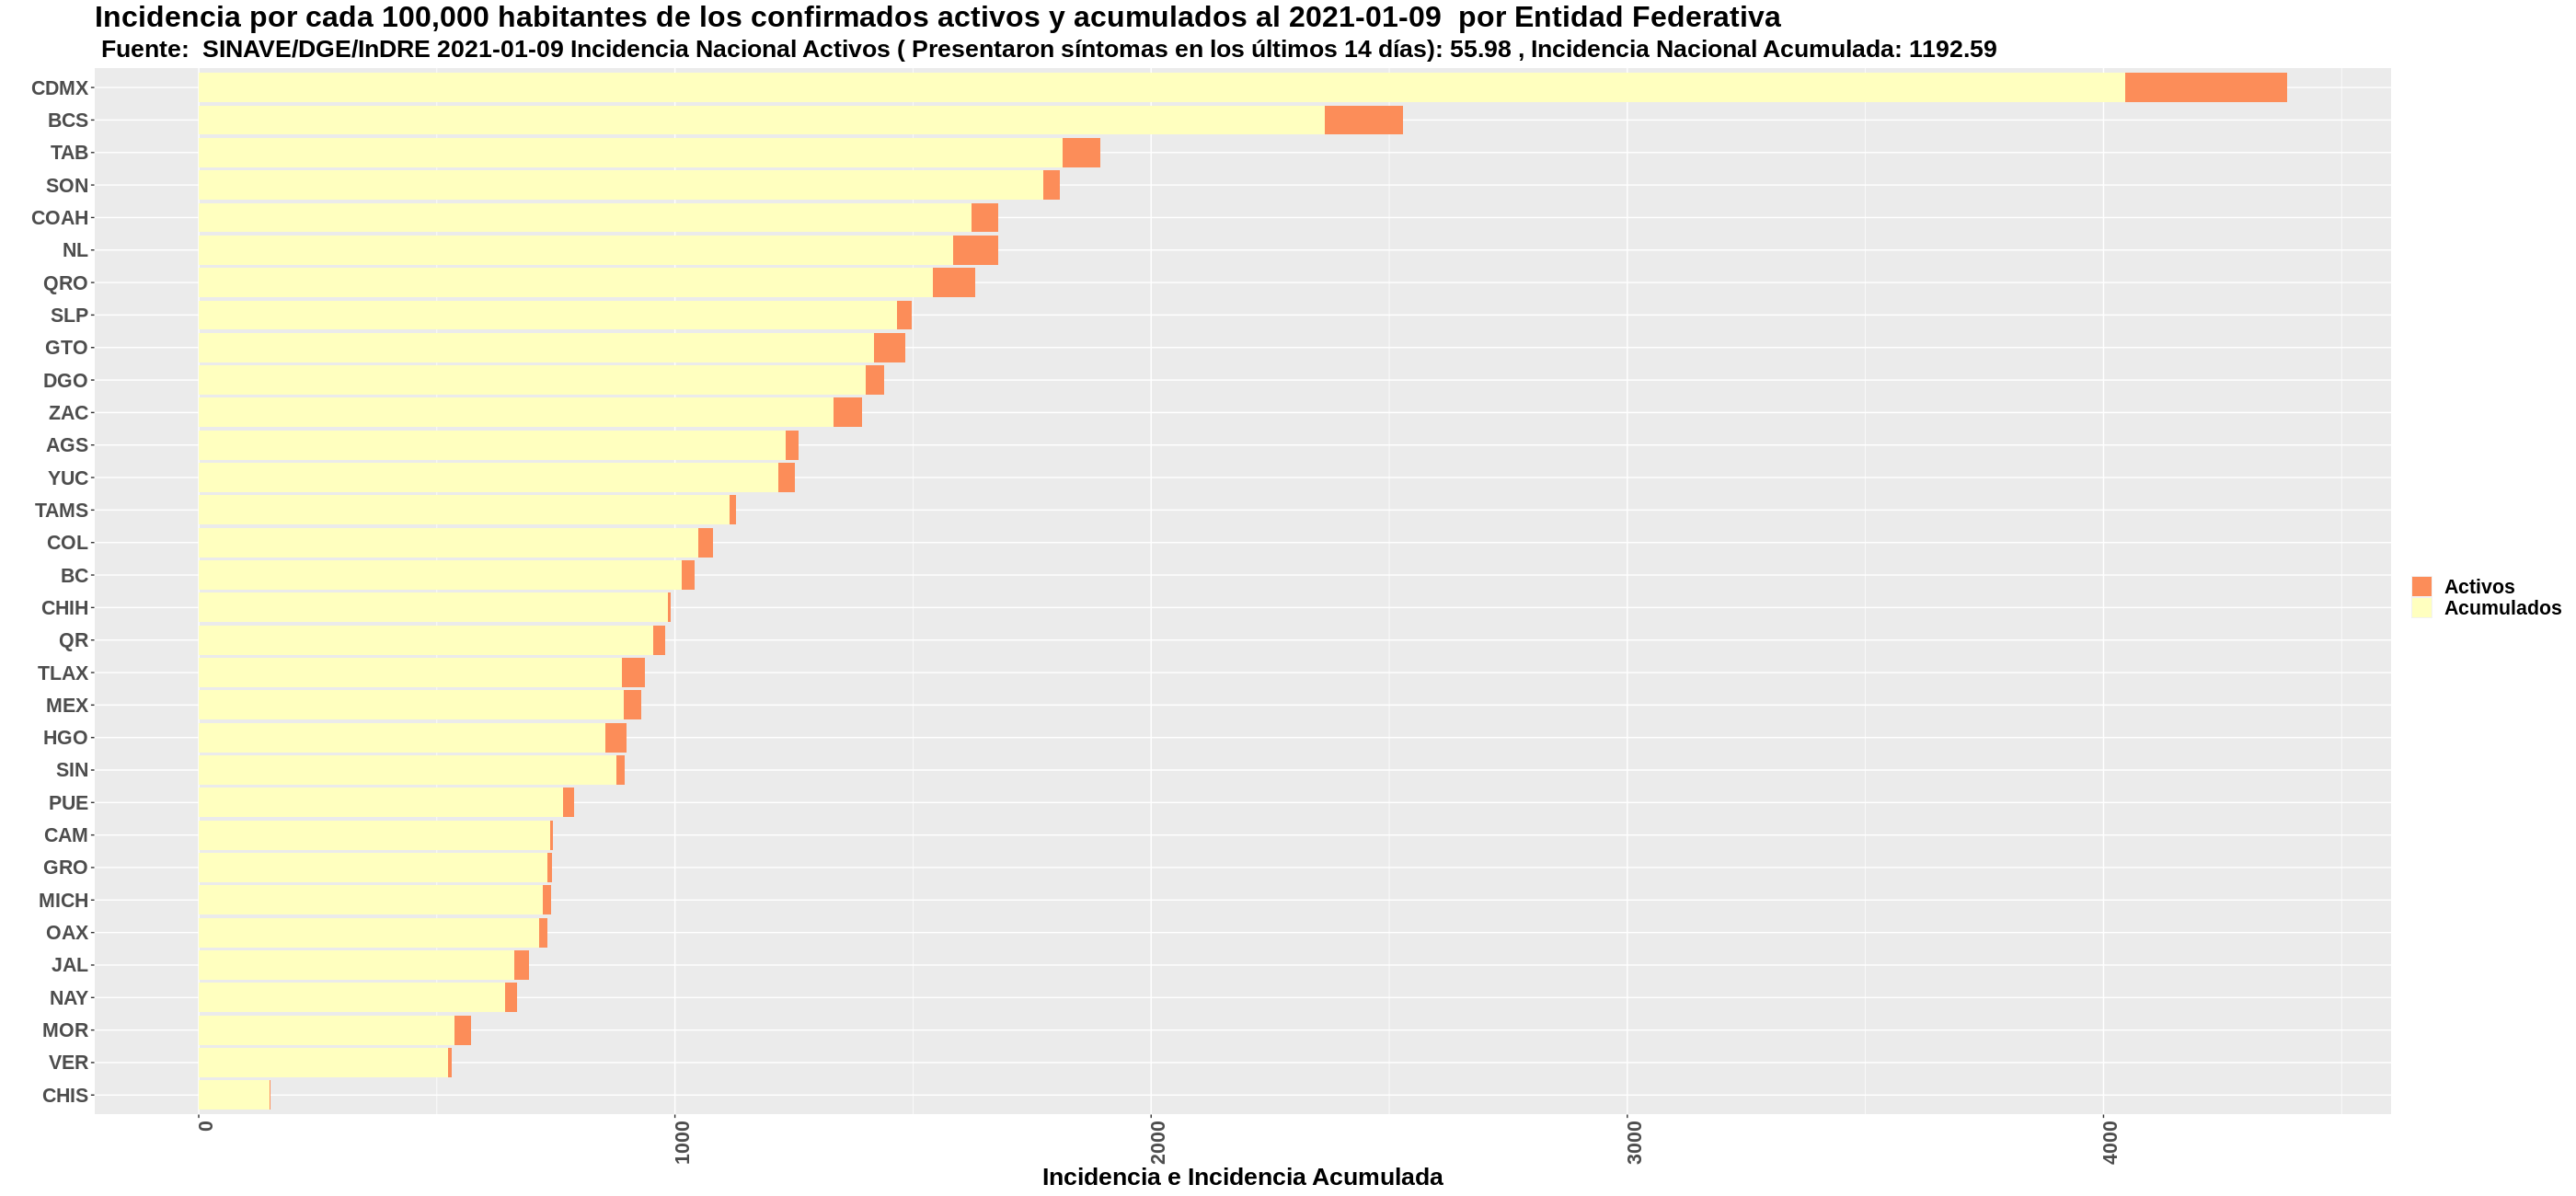 Incidencia por cada 100,000 habitantes de los confirmados activos y acumulados al 2021-01-09  por Entidad Federativa
Fuente:  SINAVE/DGE/InDRE 2021-01-09 Incidencia Nacional Activos ( Presentaron síntomas en los últimos 14 días): 55.98 , Incidencia Nacional Acumulada: 1192.59
CDMX
BCS
TAB
SON
COAH
NL
QRO
SLP
GTO
DGO
ZAC
AGS
YUC
TAMS
COL
BC
CHIH
QR
TLAX
MEX
HGO
SIN
PUE
CAM
GRO
MICH
OAX
JAL
NAY
MOR
VER
CHIS
Activos
Acumulados
0
1000
2000
3000
4000
Incidencia e Incidencia Acumulada